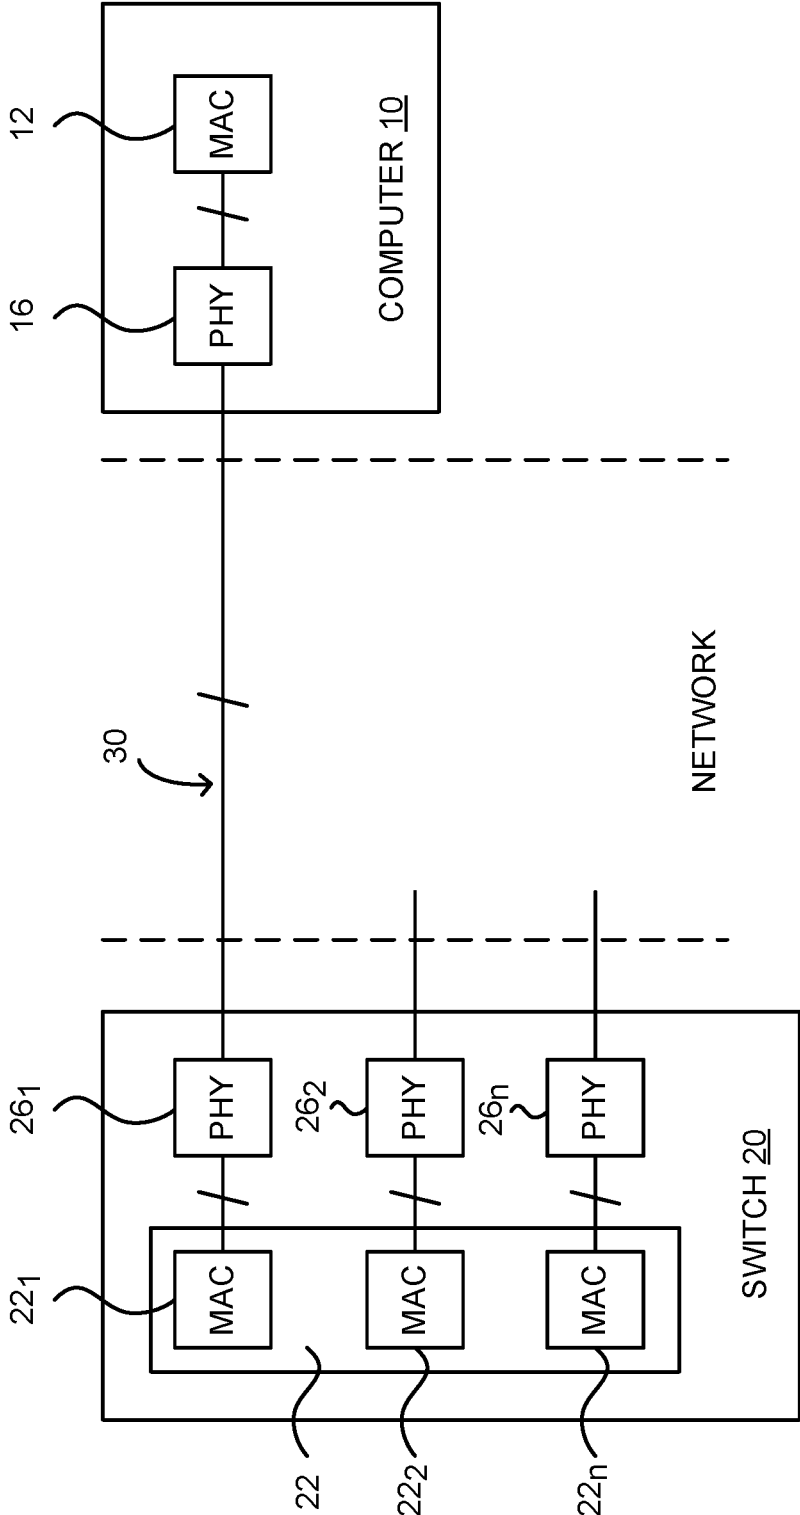 26₁
30
16
12
22₁
PHY
PHY
MAC
MAC
26₂
PHY
MAC
COMPUTER 10
26ₙ
PHY
MAC
NETWORK
SWITCH 20
22
22₂
22ₙ